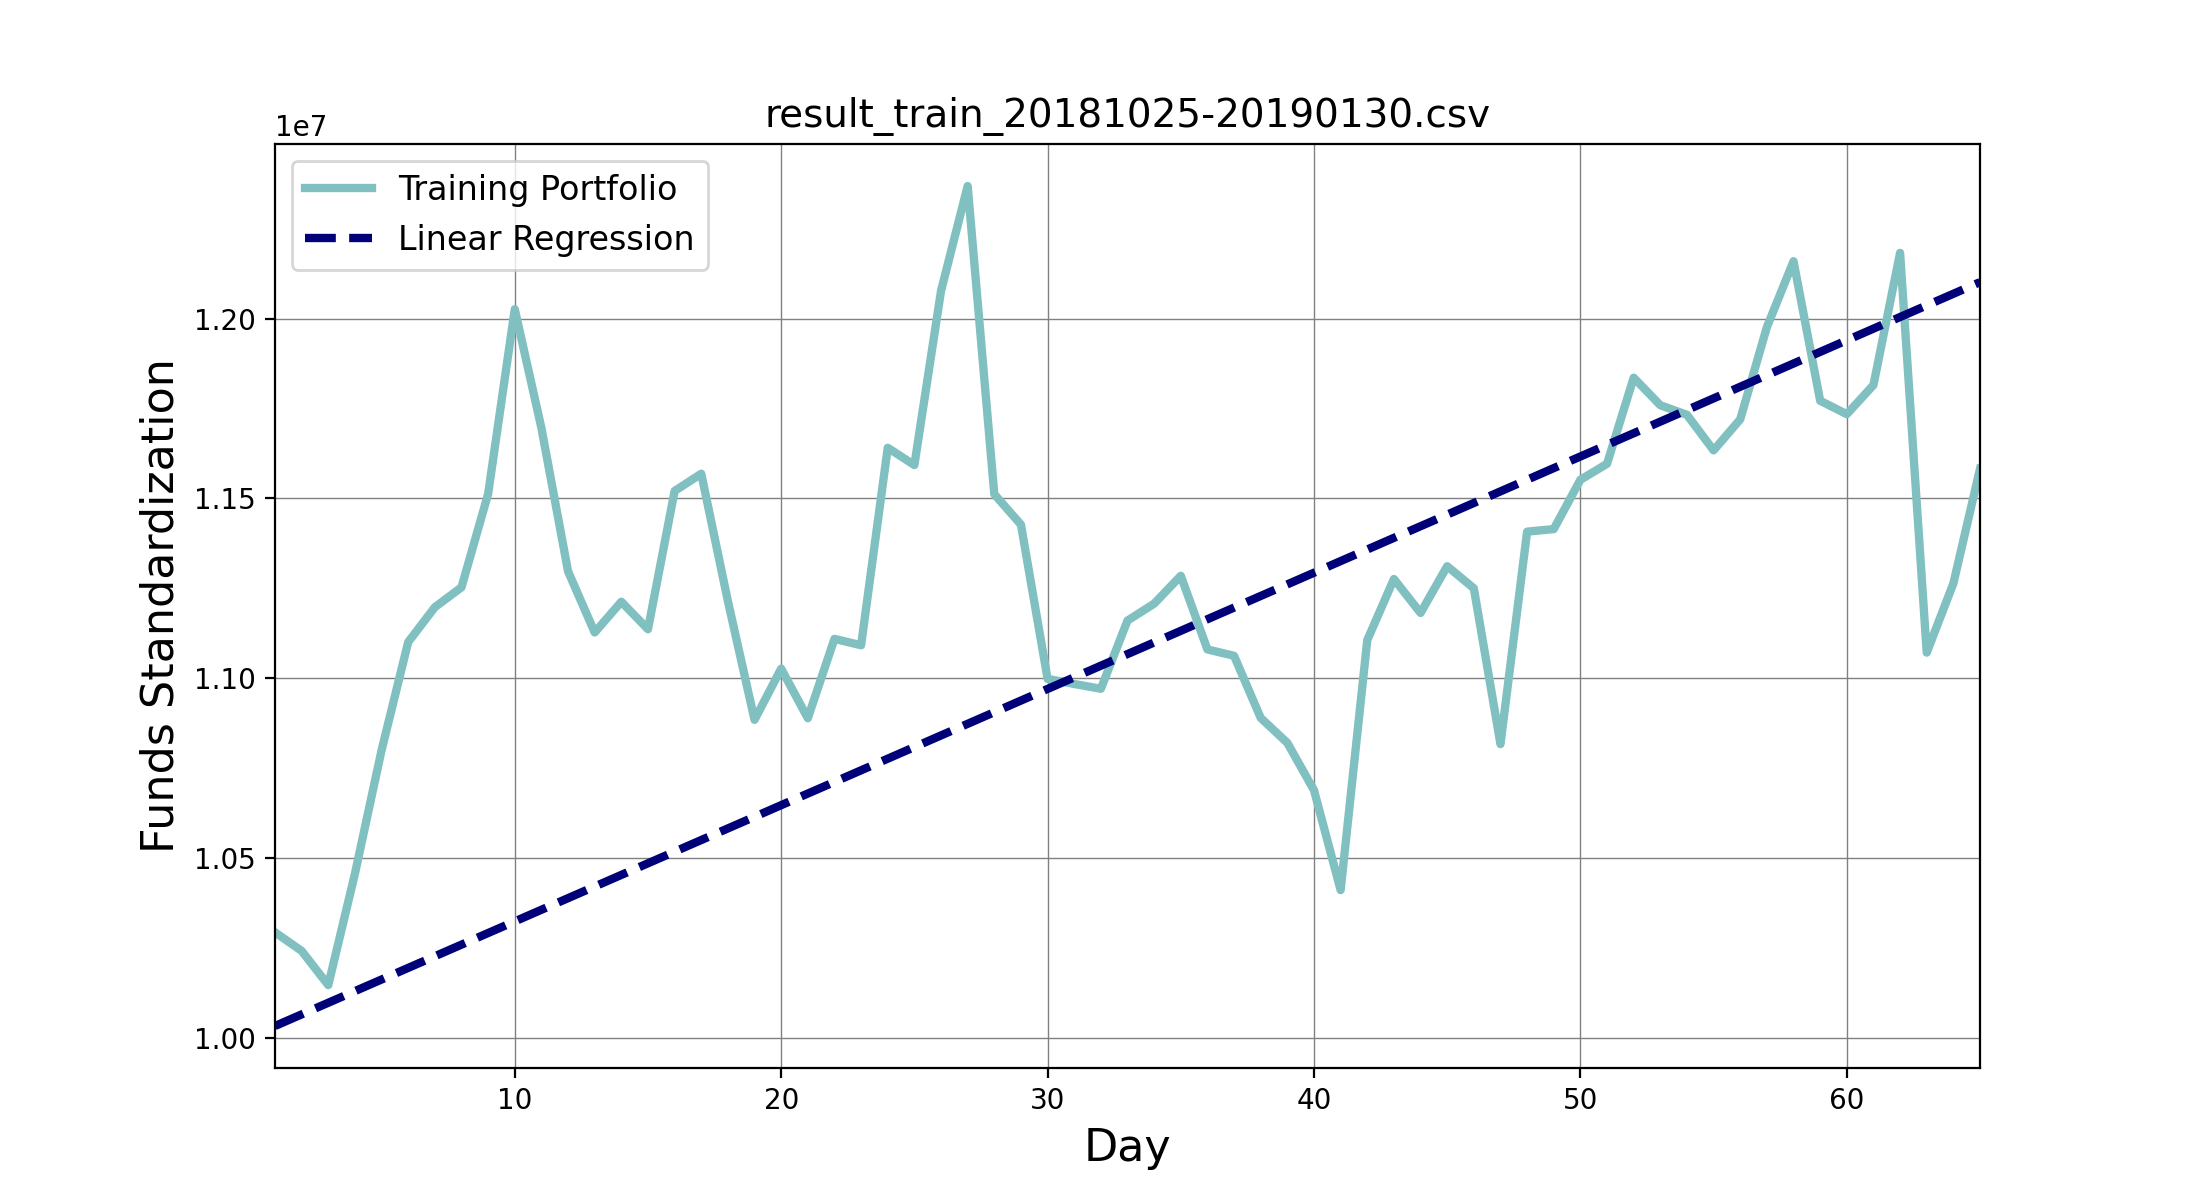 result_train_20181025-20190130.csv
1e7
Training Portfolio
Linear Regression
Funds Standardization
1.20
1.15
1.10
1.05
1.00
10 20 30 40 50 60
Day